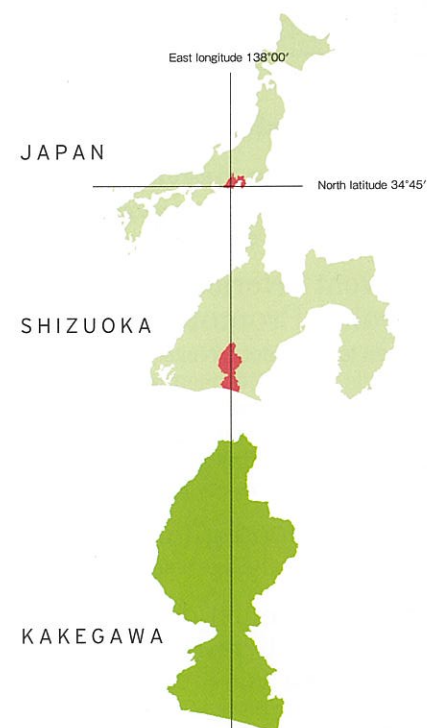 East longitude 138°00′
JAPAN
North latitude 34°45′
SHIZUOKA
KAKEGAWA